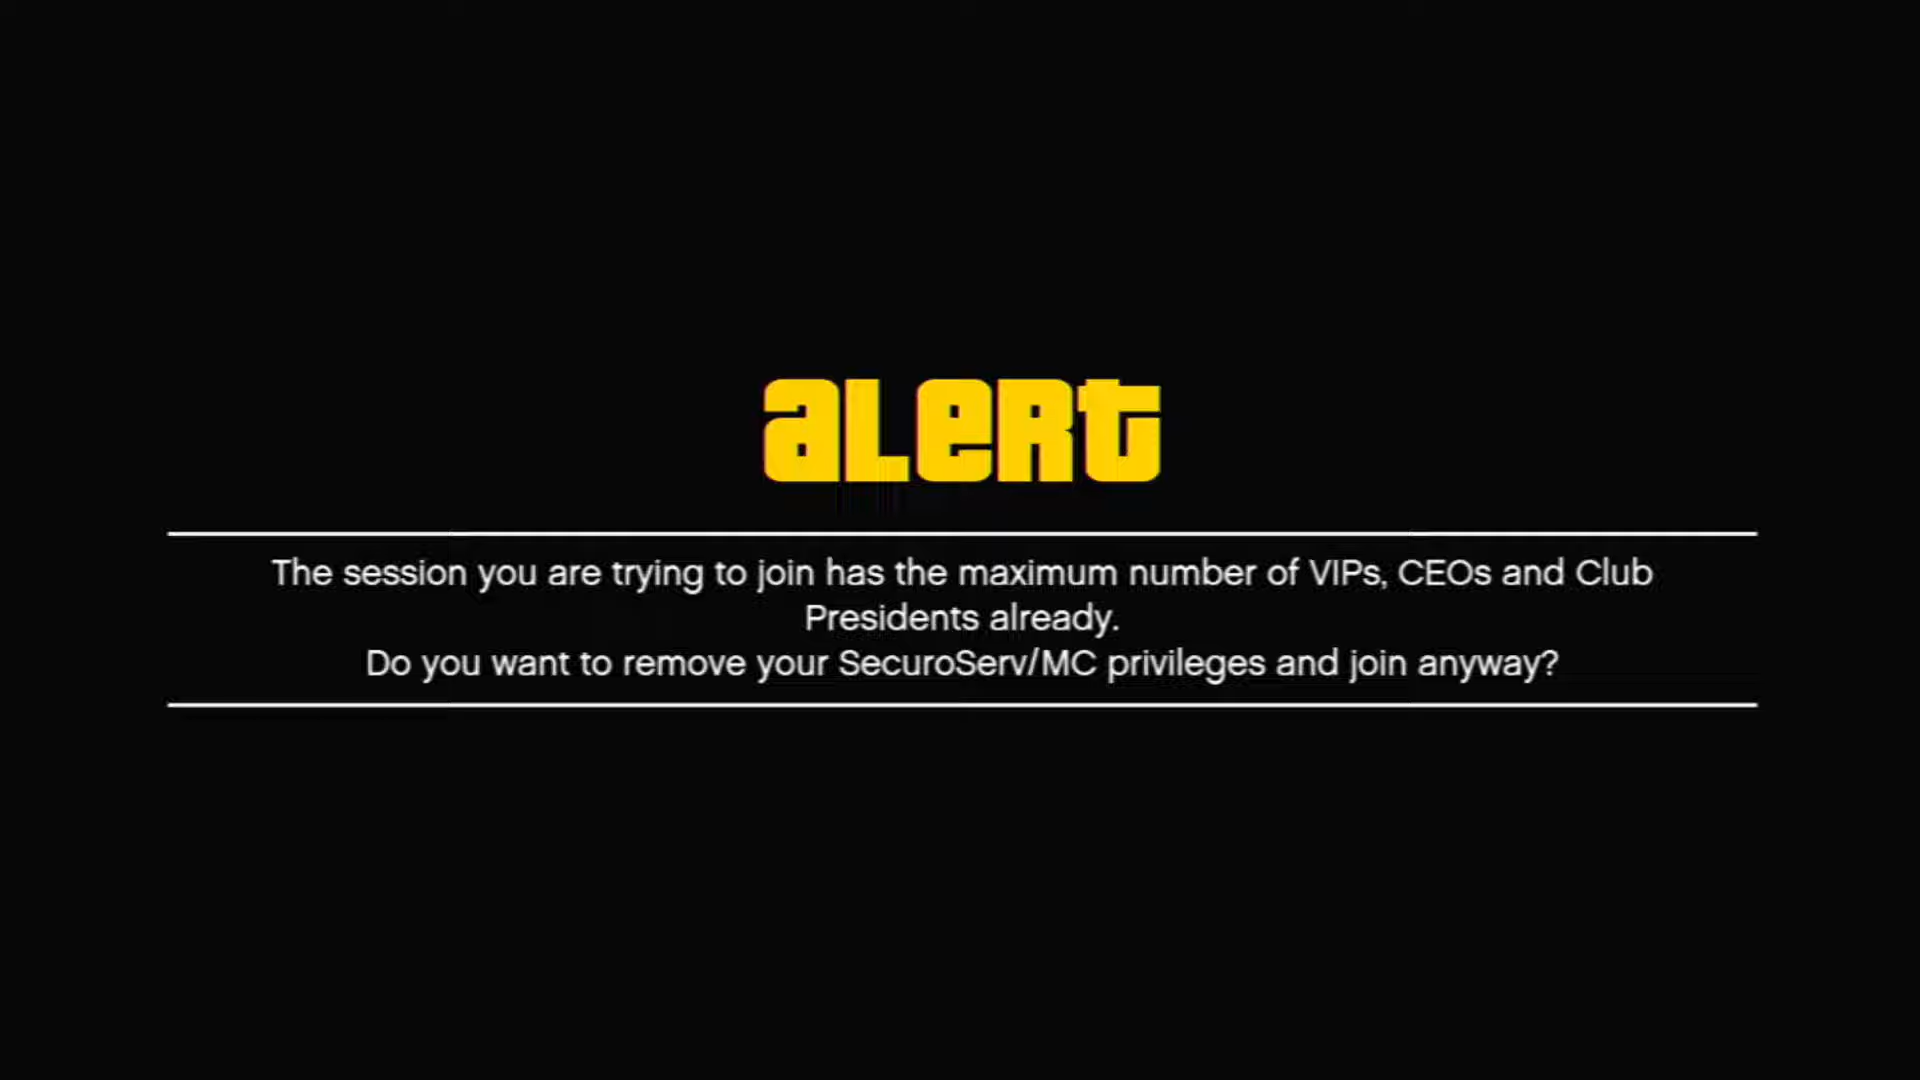 aLeRt
The session you are trying to join has the maximum number of VIPs, CEOs and Club
Presidents already.
Do you want to remove your SecuroServ/MC privileges and join anyway?